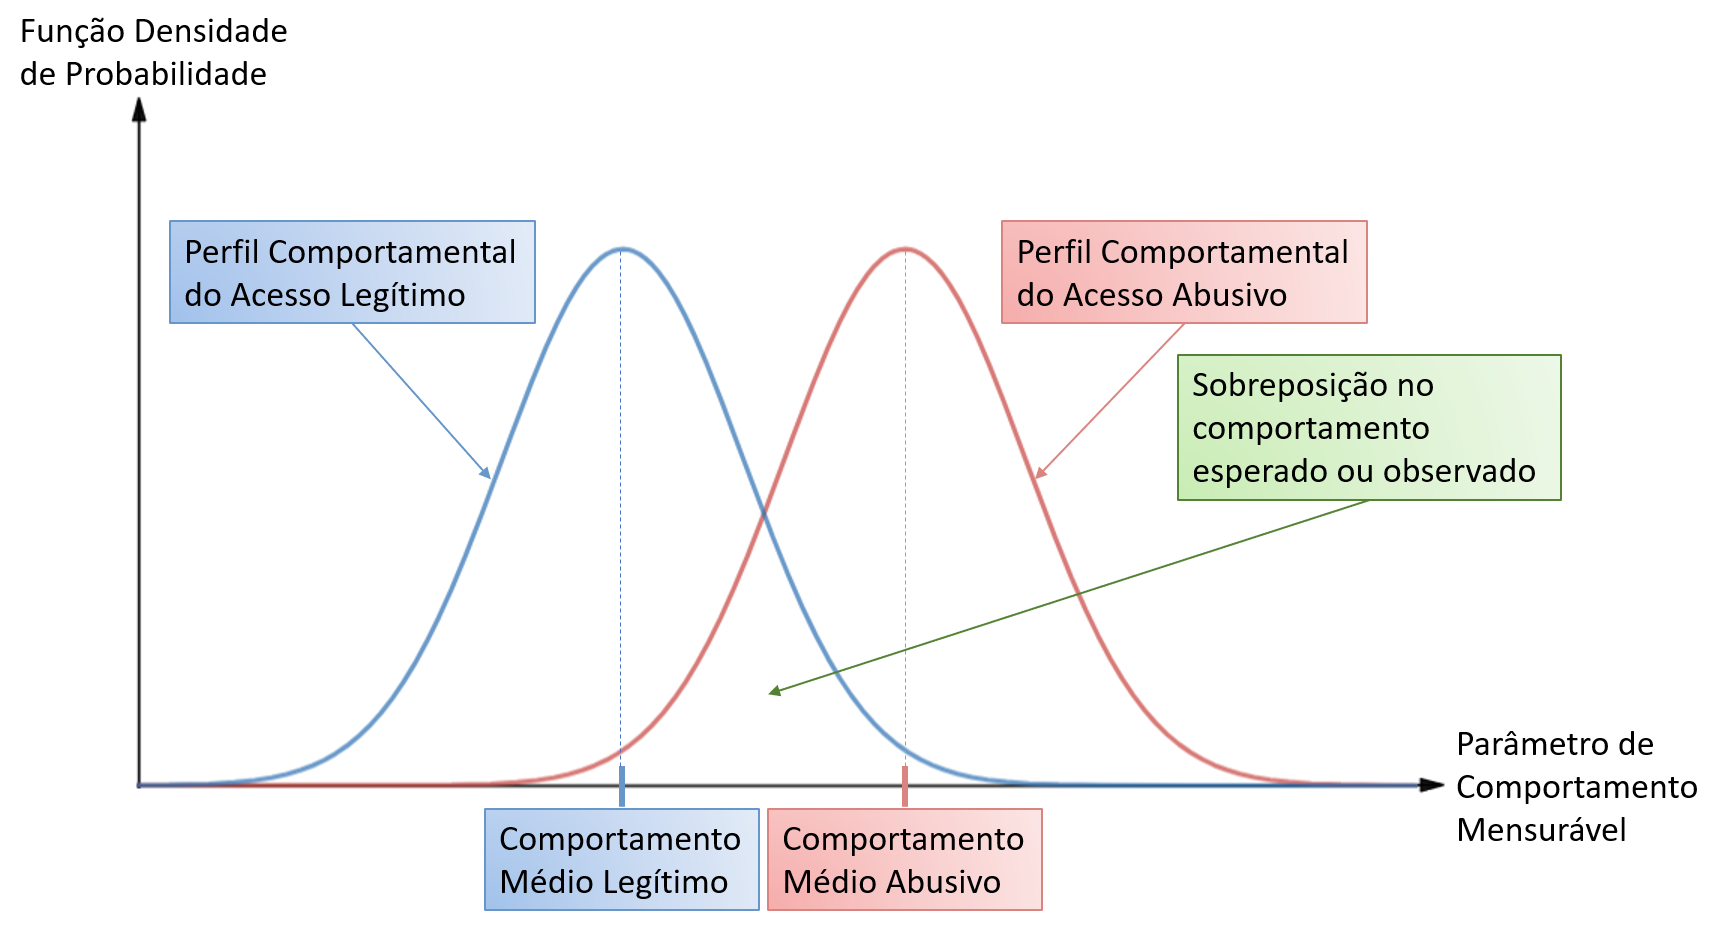 Função Densidade
de Probabilidade
Perfil Comportamental
do Acesso Legítimo
Perfil Comportamental
do Acesso Abusivo
Sobreposição no
comportamento
esperado ou observado
Parâmetro de
Comportamento
Mensurável
Comportamento
Médio Legítimo
Comportamento
Médio Abusivo